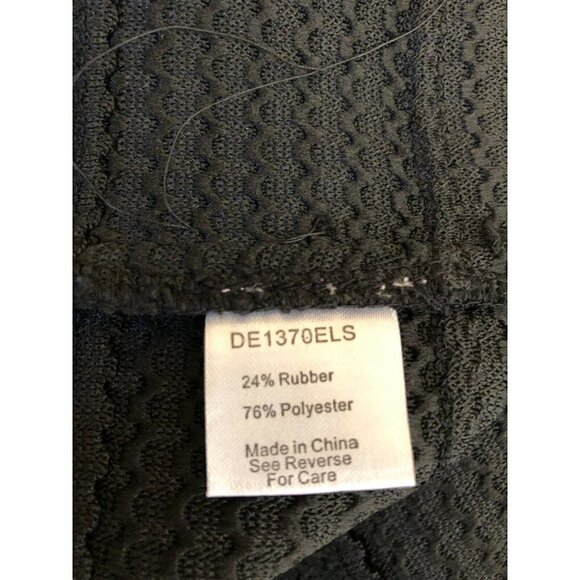 DE1370ELS
24% Rubber
76% Polyester
Made in China
See Reverse
For Care